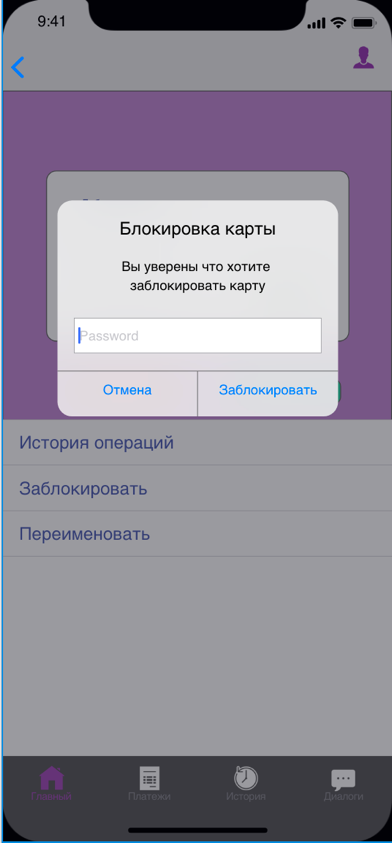 9:41
Блокировка карты
Вы уверены что хотите
заблокировать карту
Password
Отмена
Заблокировать
История операций
Заблокировать
Переименовать
Главный
Платежи
История
Диалоги